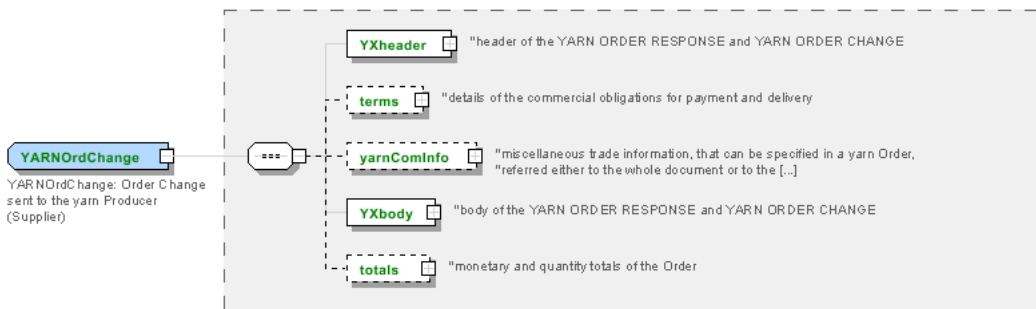 YXheader
"header of the YARN ORDER RESPONSE and YARN ORDER CHANGE
terms
"details of the commercial obligations for payment and delivery
YARNOrdChange
YARNOrdChange: Order Change
sent to the yarn Producer
(Supplier)
yarnComInfo
"miscellaneous trade information, that can be specified in a yarn Order,
"referred either to the whole document or to the [...]
YXbody
"body of the YARN ORDER RESPONSE and YARN ORDER CHANGE
totals
"monetary and quantity totals of the Order